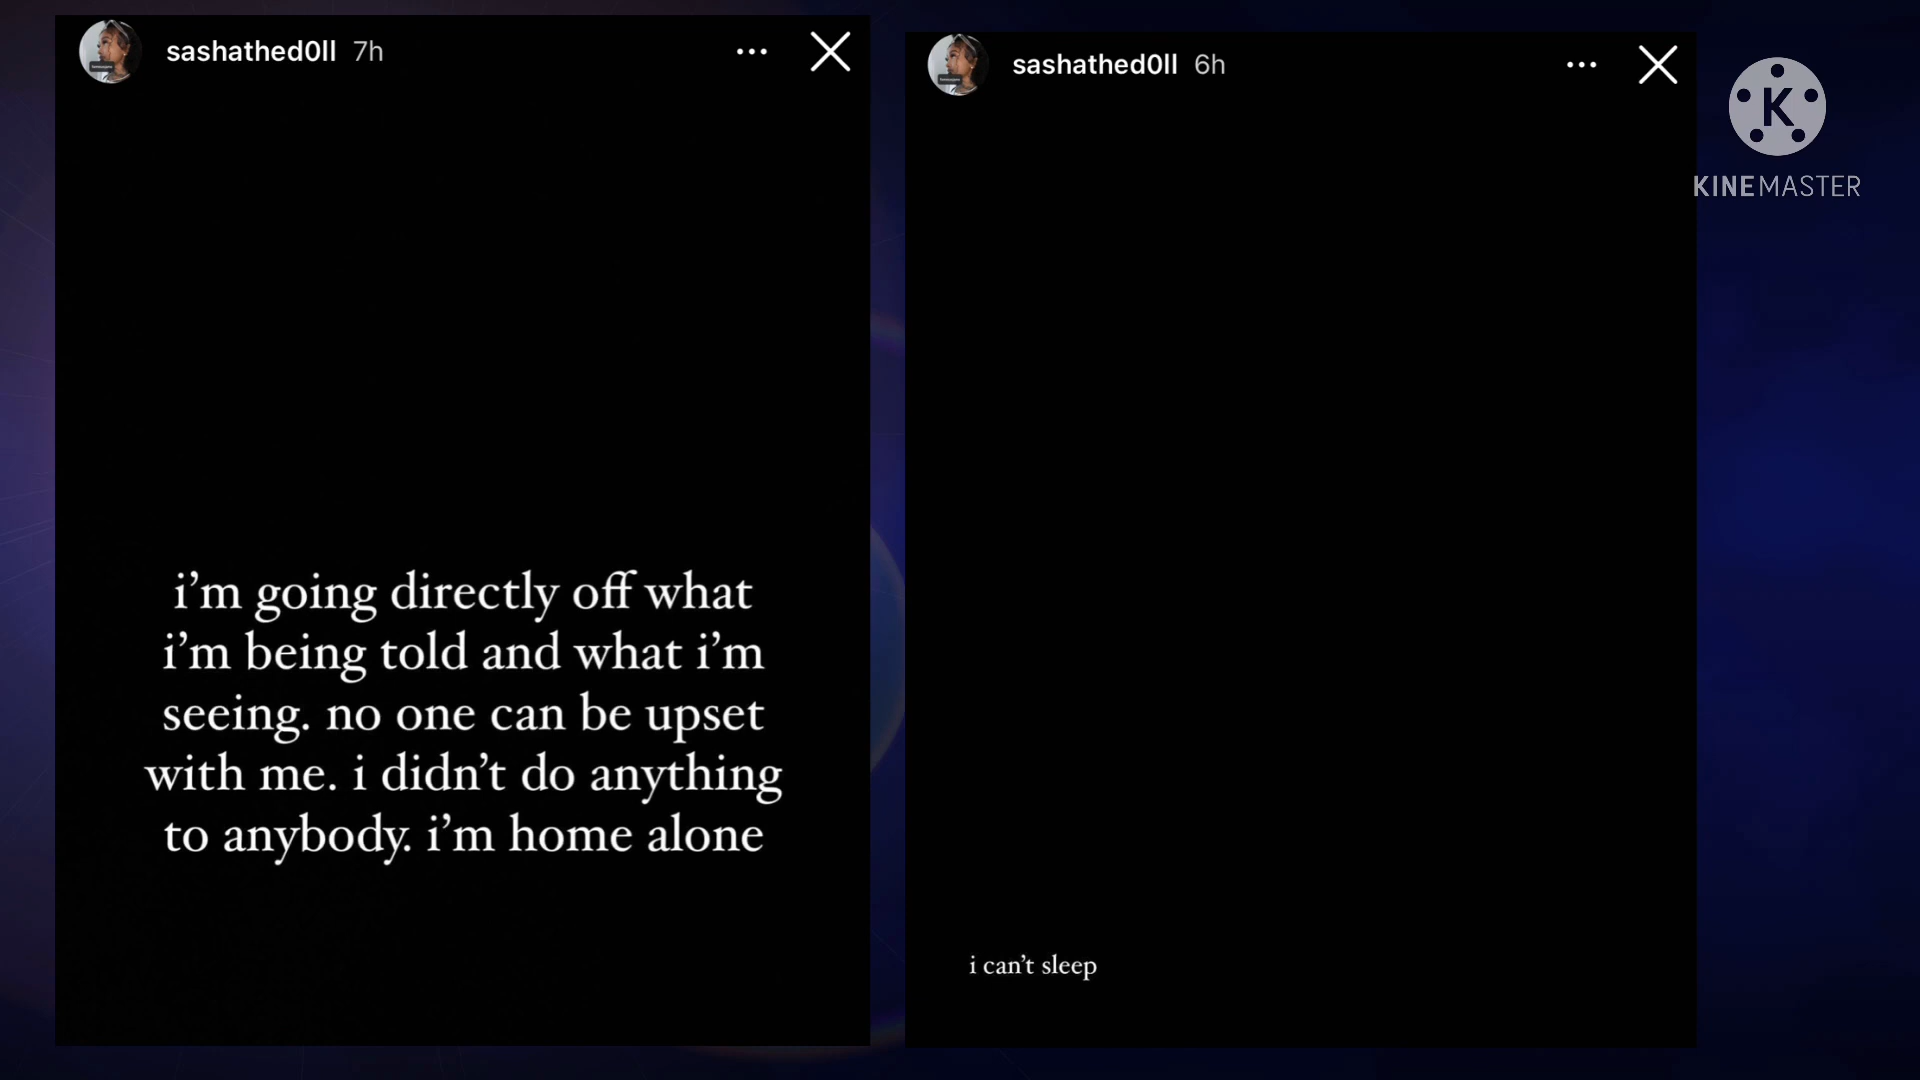 sashathed0ll 7h
i’m going directly off what
i’m being told and what i’m
seeing. no one can be upset
with me. i didn’t do anything
to anybody. i’m home alone
sashathed0ll 6h
i can’t sleep
K
KINEMASTER